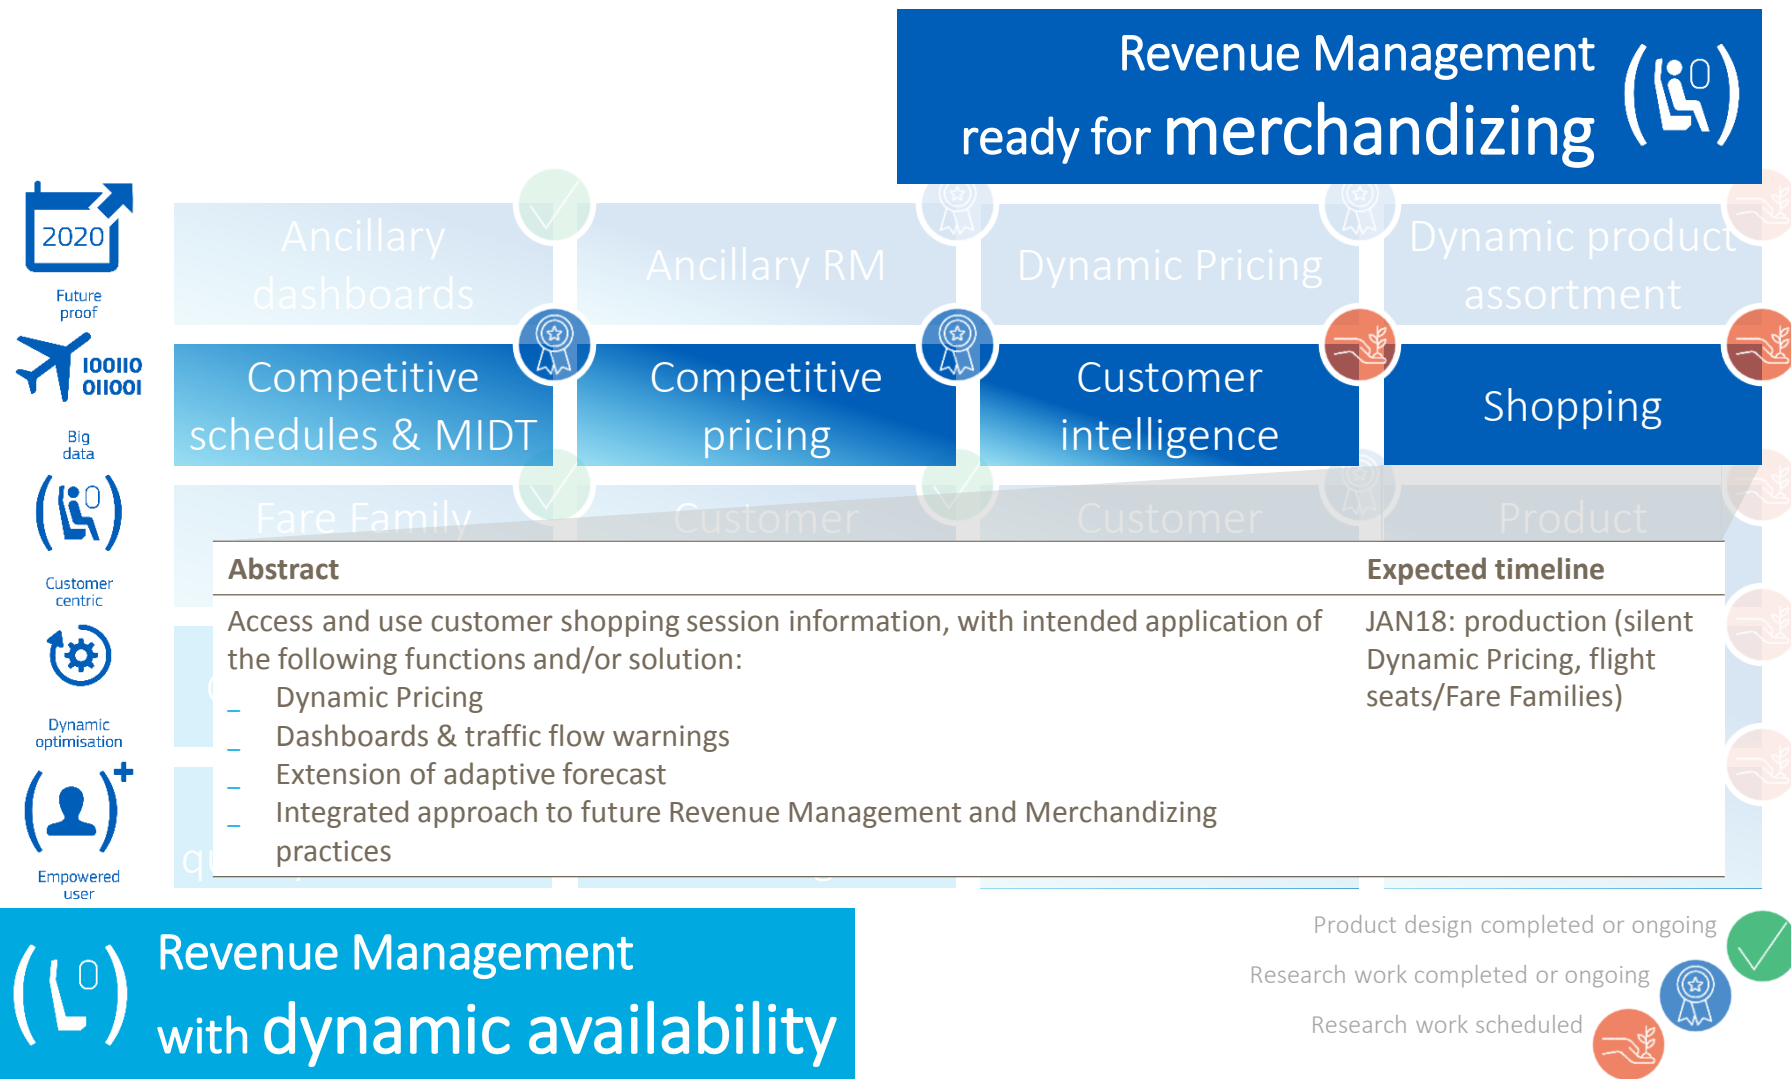 Revenue Management
ready for merchandizing
2020
Future
proof
Ancillary
dashboards
Ancillary RM
Dynamic Pricing
Dynamic product
assortment
100110
011001
Big
data
Competitive
schedules & MIDT
Competitive
pricing
Customer
intelligence
Shopping
Customer
centric
Fare Family
Customer
Customer
Product
Abstract
Expected timeline
Access and use customer shopping session information, with intended application of
the following functions and/or solution:
_ Dynamic Pricing
_ Dashboards & traffic flow warnings
_ Extension of adaptive forecast
_ Integrated approach to future Revenue Management and Merchandizing
practices
JAN18: production (silent
Dynamic Pricing, flight
seats/Fare Families)
Dynamic
optimisation
Empowered
user
Revenue Management
with dynamic availability
Product design completed or ongoing
Research work completed or ongoing
Research work scheduled